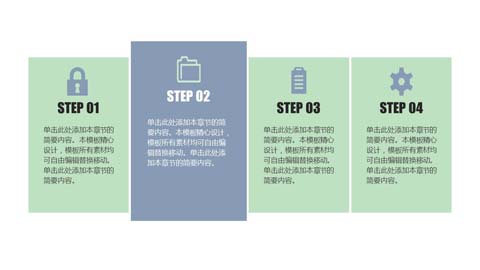 STEP 01
单击此处添加本章节的
简要内容。本模板精心
设计，模板所有素材均
可自由编辑替换移动。
单击此处添加本章节的
简要内容。
STEP 02
单击此处添加本章节的简
要内容。本模板精心设计，
模板所有素材均可自由编
辑替换移动。单击此处添
加本章节的简要内容。
STEP 03
单击此处添加本章节的
简要内容。本模板精心
设计，模板所有素材均
可自由编辑替换移动。
单击此处添加本章节的
简要内容。
STEP 04
单击此处添加本章节的
简要内容。本模板精心
设计，模板所有素材均
可自由编辑替换移动。
单击此处添加本章节的
简要内容。